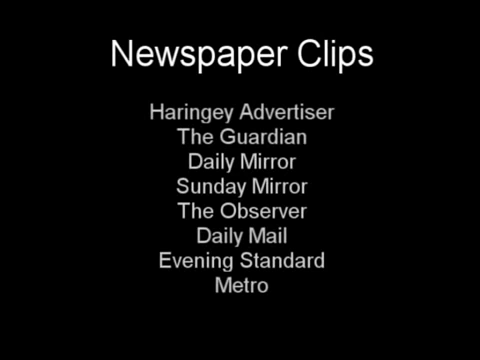 Newspaper Clips
Haringey Advertiser
The Guardian
Daily Mirror
Sunday Mirror
The Observer
Daily Mail
Evening Standard
Metro